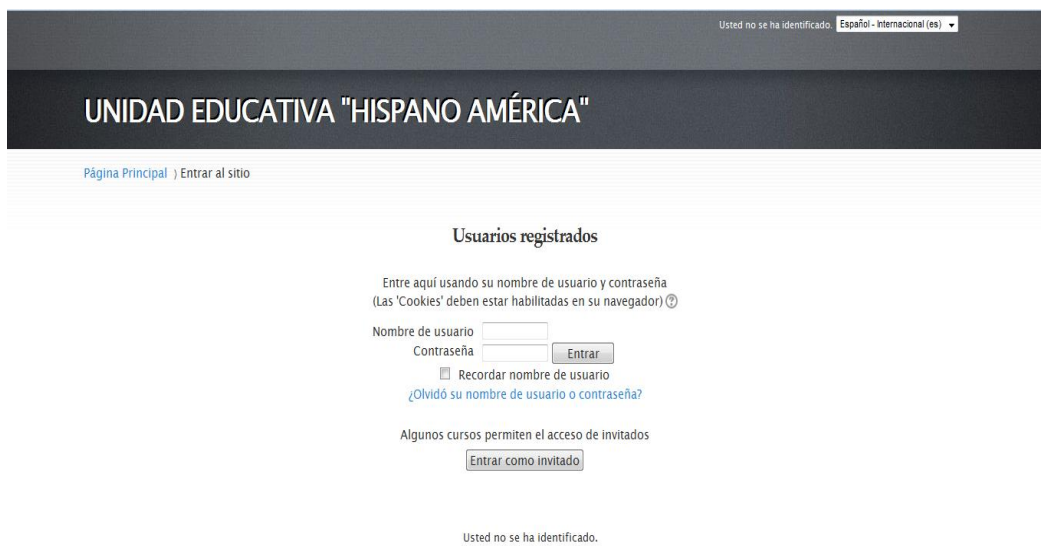 Usted no se ha identificado. Español - Internacional (es)
UNIDAD EDUCATIVA "HISPANO AMÉRICA"
Página Principal ) Entrar al sitio
Usuarios registrados
Entre aquí usando su nombre de usuario y contraseña
(Las 'Cookies' deben estar habilitadas en su navegador) ?
Nombre de usuario
Contraseña Entrar
Recordar nombre de usuario
¿Olvidó su nombre de usuario o contraseña?
Algunos cursos permiten el acceso de invitados
Entrar como invitado
Usted no se ha identificado.